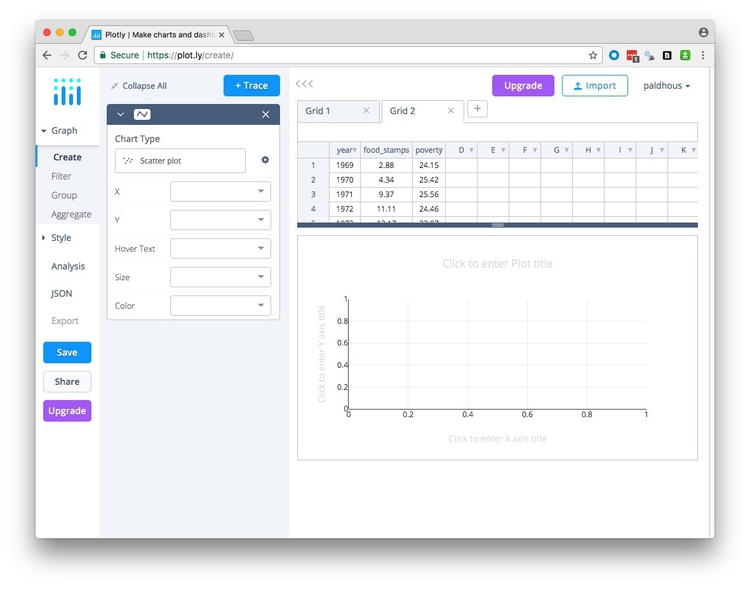 Plotly | Make charts and dashb
Secure | https://plot.ly/create/
1
Collapse All
+ Trace
Upgrade
Import
paldhous
Graph
Create
Filter
Group
Aggregate
Style
Analysis
JSON
Export
Save
Share
Upgrade
Chart Type
Scatter plot
X
Y
Hover Text
Size
Color
Grid 1
Grid 2
+
year food_stamps poverty D E F G H I J K
1 1969 2.88 24.15
2 1970 4.34 25.42
3 1971 9.37 25.56
4 1972 11.11 24.46
Click to enter Plot title
Click to enter Y axis title
1
0.8
0.6
0.4
0.2
0
0 0.2 0.4 0.6 0.8 1
Click to enter X axis title